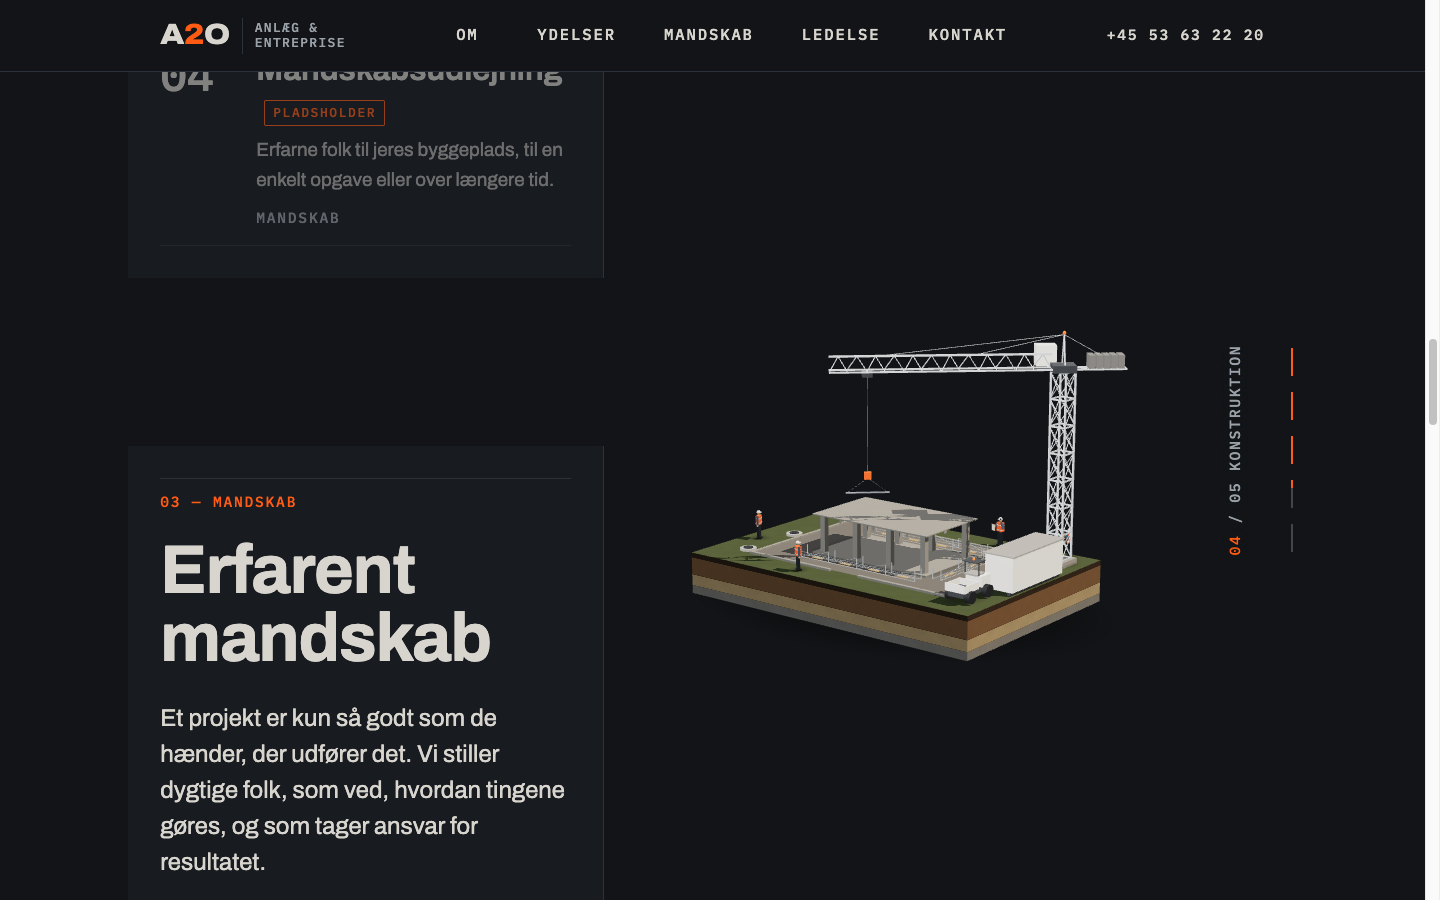 A2O
ANLÆG &
ENTREPRISE
OM
YDELSER
MANDSKAB
LEDELSE
KONTAKT
+45 53 63 22 20
04
Mandskabsudlejning
PLADSHOLDER
Erfarne folk til jeres byggeplads, til en
enkelt opgave eller over længere tid.
MANDSKAB
03 — MANDSKAB
Erfarent
mandskab
Et projekt er kun så godt som de
hænder, der udfører det. Vi stiller
dygtige folk, som ved, hvordan tingene
gøres, og som tager ansvar for
resultatet.
04 / 05 KONSTRUKTION